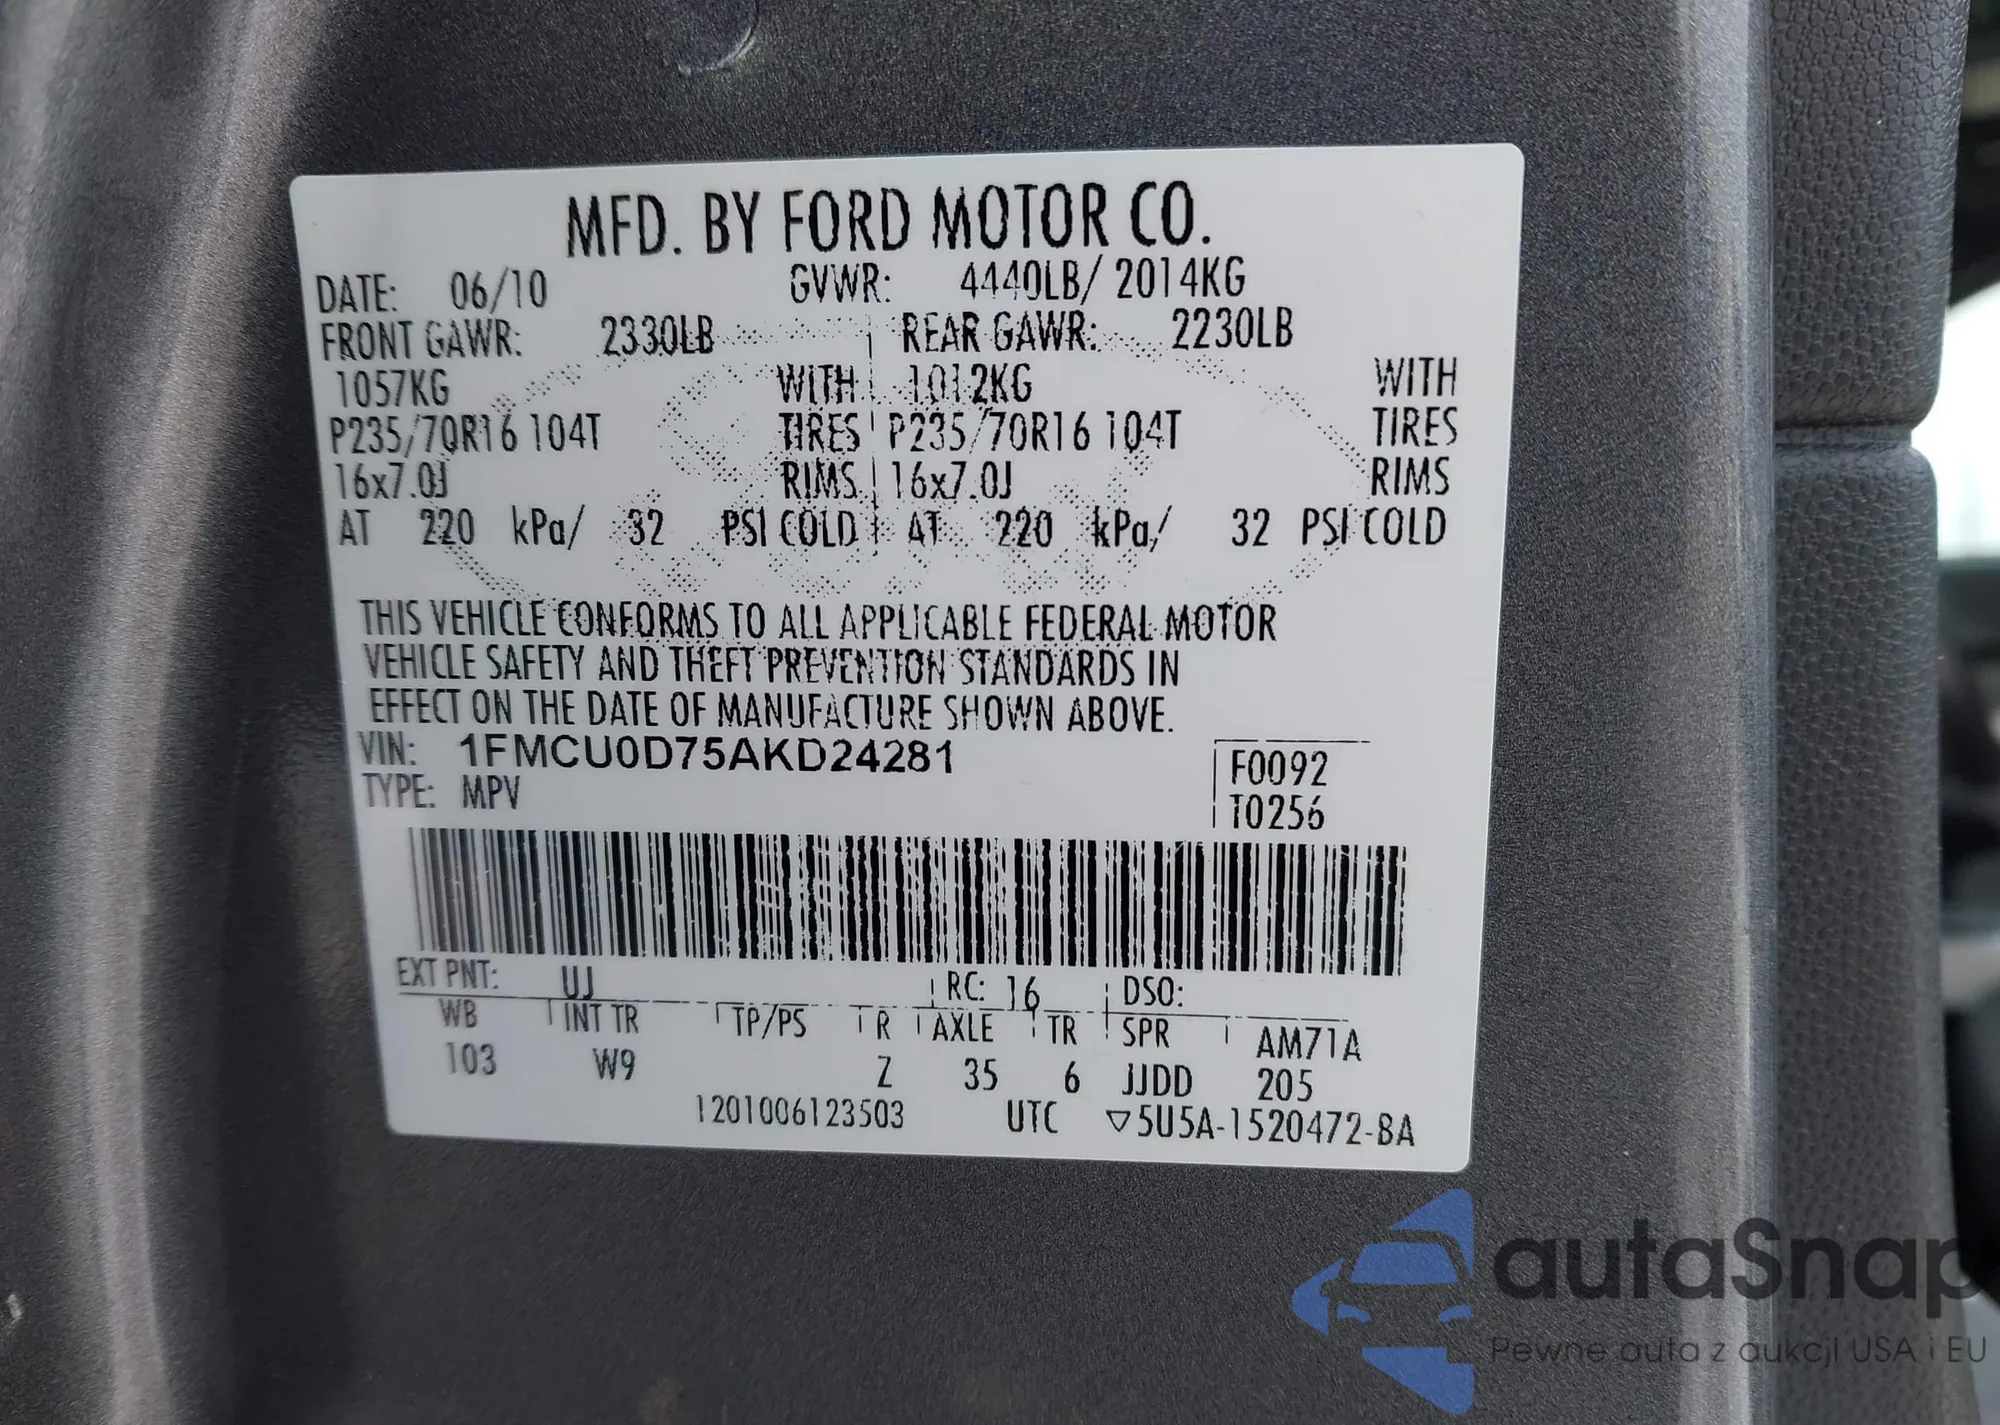 MFD. BY FORD MOTOR CO.
DATE: 06/10 GVWR: 4440LB/ 2014KG
FRONT GAWR: 2330LB REAR GAWR: 2230LB
1057KG WITH 1012KG WITH
P235/70R16 104T TIRES P235/70R16 104T TIRES
16x7.0J RIMS 16x7.0J RIMS
AT 220 kPa/ 32 PSI COLD AT 220 kPa/ 32 PSI COLD
THIS VEHICLE CONFORMS TO ALL APPLICABLE FEDERAL MOTOR
VEHICLE SAFETY AND THEFT PREVENTION STANDARDS IN
EFFECT ON THE DATE OF MANUFACTURE SHOWN ABOVE.
VIN: 1FMCU0D75AKD24281 F0092
TYPE: MPV T0256
EXT PNT: UJ RC: 16 DSO:
WB INT TR TP/PS R AXLE TR SPR AM71A
103 W9 Z 35 6 JJDD 205
1201006123503 UTC ▽5U5A-1520472-BA
autaSnap
Pewne auta z aukcji USA i EU